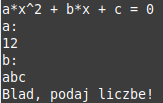 a*x^2 + b*x + c = 0
a:
12
b:
abc
Blad, podaj liczbe!